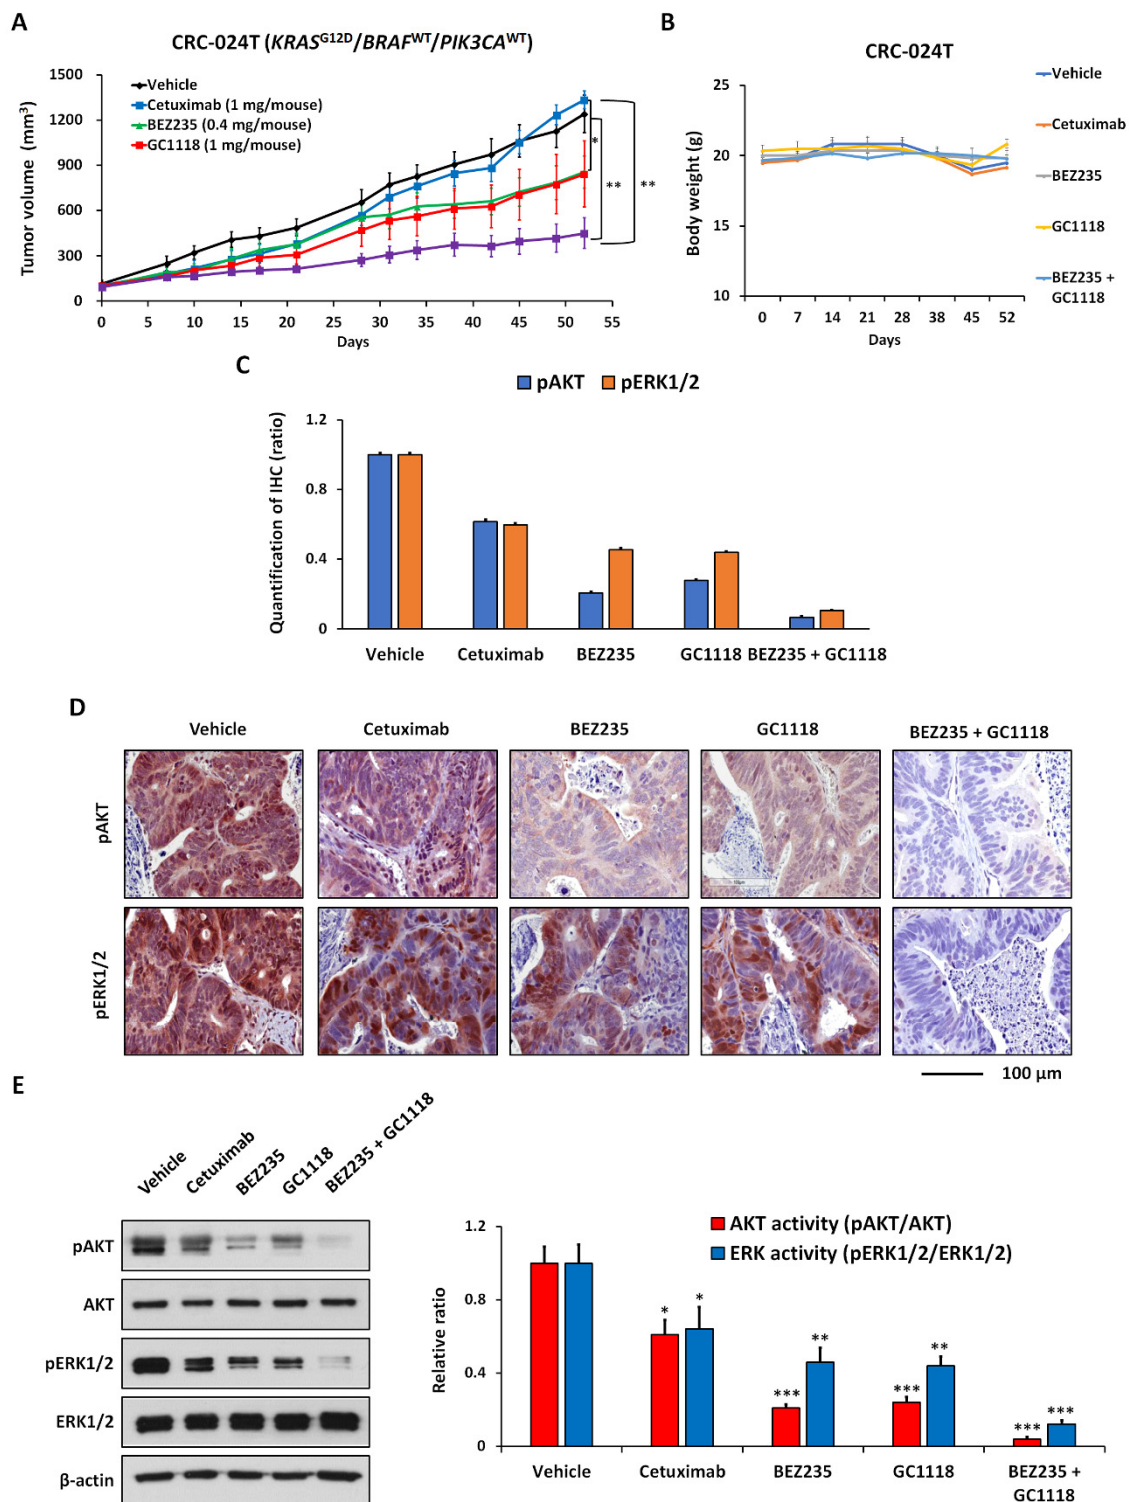 A
CRC-024T (KRASG12D/BRAFWT/PIK3CAWT)
Tumor volume (mm3)
1500
1200
900
600
300
0
Vehicle
Cetuximab (1 mg/mouse)
BEZ235 (0.4 mg/mouse)
GC1118 (1 mg/mouse)
*
**
**
0 5 10 15 20 25 30 35 40 45 50 55
Days
B
CRC-024T
Body weight (g)
25
20
15
10
0 7 14 21 28 38 45 52
Days
Vehicle
Cetuximab
BEZ235
GC1118
BEZ235 +
GC1118
C
pAKT pERK1/2
Quantification of IHC (ratio)
1.2
0.8
0.4
0
Vehicle Cetuximab BEZ235 GC1118 BEZ235 + GC1118
D
Vehicle Cetuximab BEZ235 GC1118 BEZ235 + GC1118
pAKT
pERK1/2
100 μm
E
Vehicle
Cetuximab
BEZ235
GC1118
BEZ235 + GC1118
pAKT
AKT
pERK1/2
ERK1/2
β-actin
AKT activity (pAKT/AKT)
ERK activity (pERK1/2/ERK1/2)
Relative ratio
1.2
0.8
0.4
0
* *
*** **
*** **
*** ***
Vehicle Cetuximab BEZ235 GC1118 BEZ235 +
GC1118